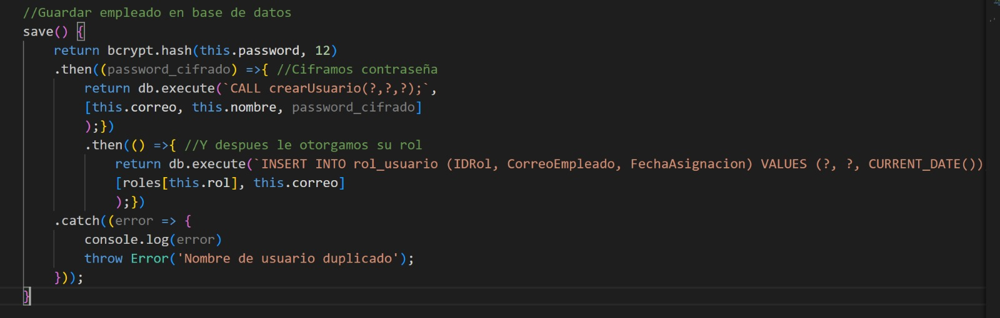 //Guardar empleado en base de datos
save() {
    return bcrypt.hash(this.password, 12)
    .then((password_cifrado) =>{ //Ciframos contraseña
        return db.execute(`CALL crearUsuario(?,?,?);`,
        [this.correo, this.nombre, password_cifrado]
        );})
        .then(() =>{ //Y despues le otorgamos su rol
            return db.execute(`INSERT INTO rol_usuario (IDRol, CorreoEmpleado, FechaAsignacion) VALUES (?, ?, CURRENT_DATE())
            [roles[this.rol], this.correo]
            );})
    .catch((error => {
        console.log(error)
        throw Error('Nombre de usuario duplicado');
    }));
}